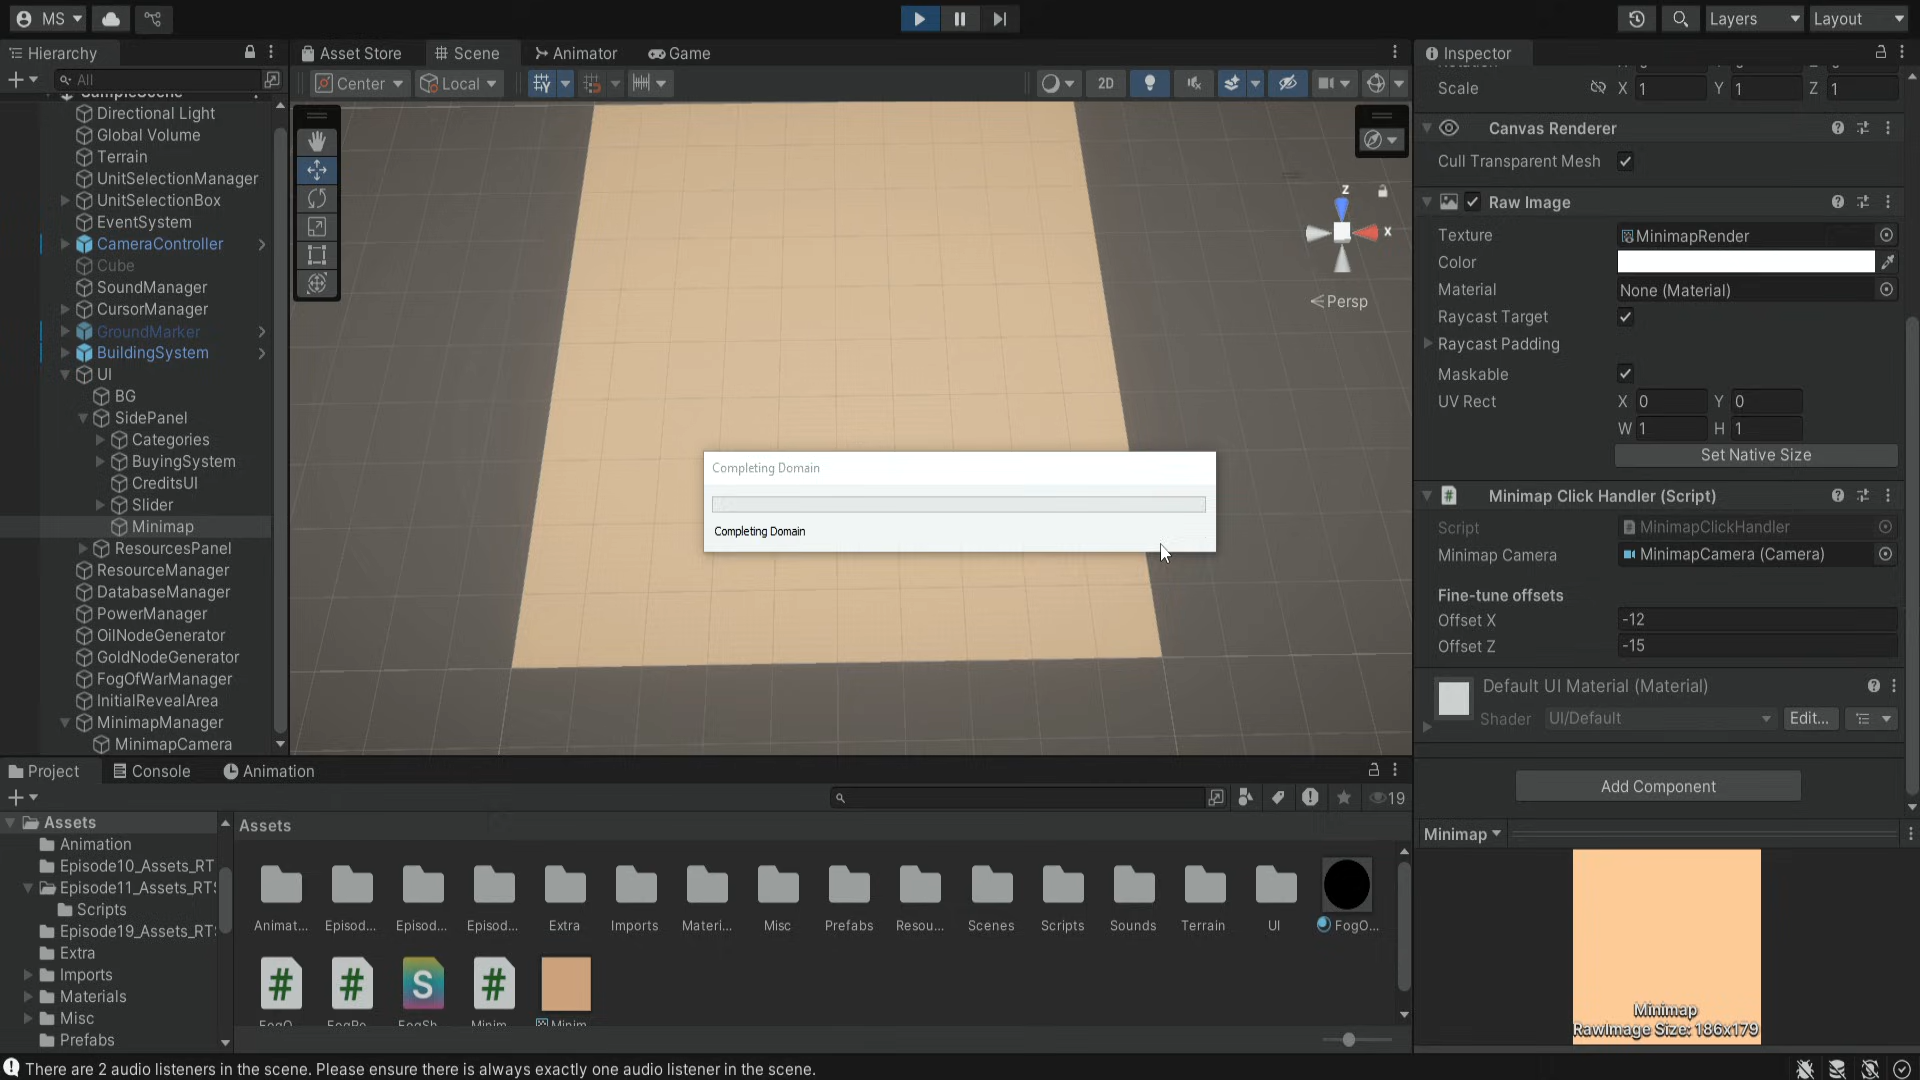 MS
Layers
Layout
Hierarchy
Asset Store
Scene
Animator
Game
Inspector
All
Center
Local
2D
Scale
X 1 Y 1 Z 1
SampleScene
Directional Light
Global Volume
Terrain
UnitSelectionManager
UnitSelectionBox
EventSystem
CameraController
Cube
SoundManager
CursorManager
GroundMarker
BuildingSystem
UI
BG
SidePanel
Categories
BuyingSystem
CreditsUI
Slider
Minimap
ResourcesPanel
ResourceManager
DatabaseManager
PowerManager
OilNodeGenerator
GoldNodeGenerator
FogOfWarManager
InitialRevealArea
MinimapManager
MinimapCamera
z
x
Persp
Completing Domain
Completing Domain
Canvas Renderer
Cull Transparent Mesh
Raw Image
Texture MinimapRender
Color
Material None (Material)
Raycast Target
Raycast Padding
Maskable
UV Rect X 0 Y 0
W 1 H 1
Set Native Size
# Minimap Click Handler (Script)
Script MinimapClickHandler
Minimap Camera MinimapCamera (Camera)
Fine-tune offsets
Offset X -12
Offset Z -15
Default UI Material (Material)
Shader UI/Default Edit...
Add Component
Minimap
Minimap
RawImage Size: 186x179
Project
Console
Animation
19
Assets
Animation
Episode10_Assets_RT
Episode11_Assets_RTS
Scripts
Episode19_Assets_RTS
Extra
Imports
Materials
Misc
Prefabs
Assets
Animat...
Episod...
Episod...
Episod...
Extra
Imports
Materi...
Misc
Prefabs
Resou...
Scenes
Scripts
Sounds
Terrain
UI
FogO...
#
#
S
#
Minim
There are 2 audio listeners in the scene. Please ensure there is always exactly one audio listener in the scene.